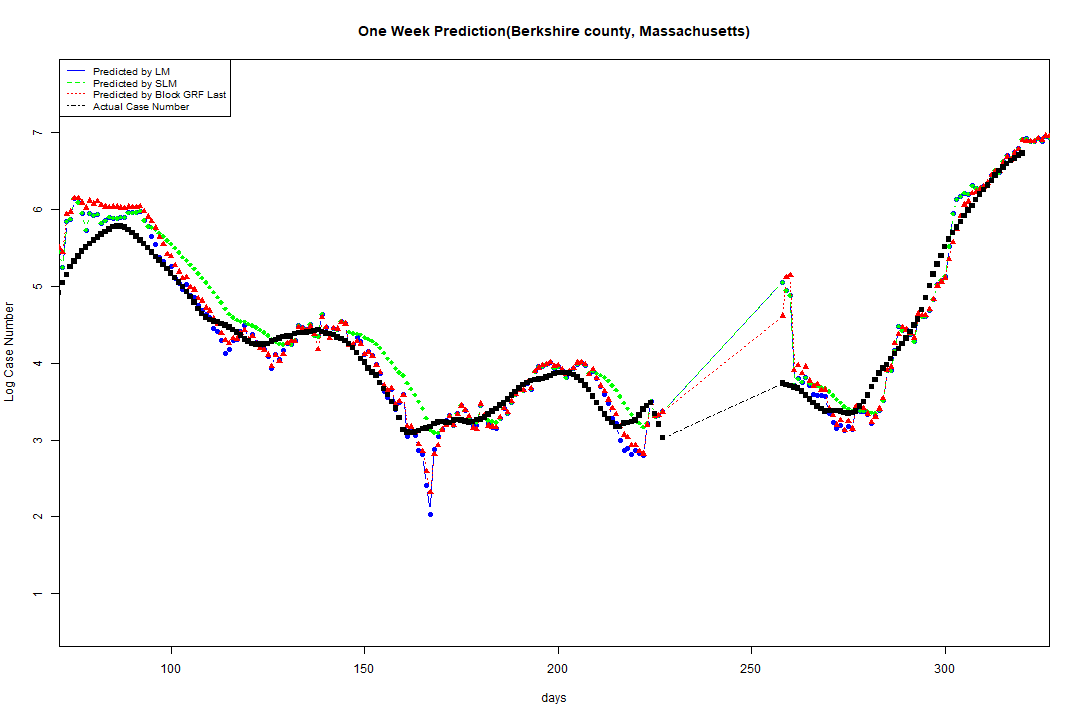 One Week Prediction(Berkshire county, Massachusetts)
Predicted by LM
Predicted by SLM
Predicted by Block GRF Last
Actual Case Number
7
6
5
4
3
2
1
Log Case Number
100 150 200 250 300
days